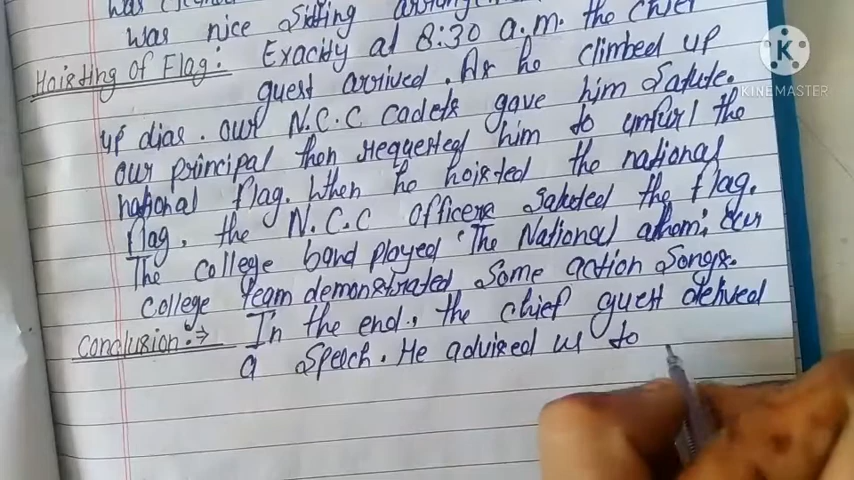 was nice Sitting
Hoisting of Flag: Exactly at 8:30 a.m. the chief
guest arrived. As he climbed up
up dias. our N.C.C cadets gave him Salute.
our principal then requested him to unfurl the
national flag. When he hoisted the national
flag, the N.C.C officers saluted the flag.
The college band played 'The National athem: our
college team demonstrated some action songs.
Conclusion:→ In the end, the chief guest delived
a speech. He advised us to
K
KINEMASTER